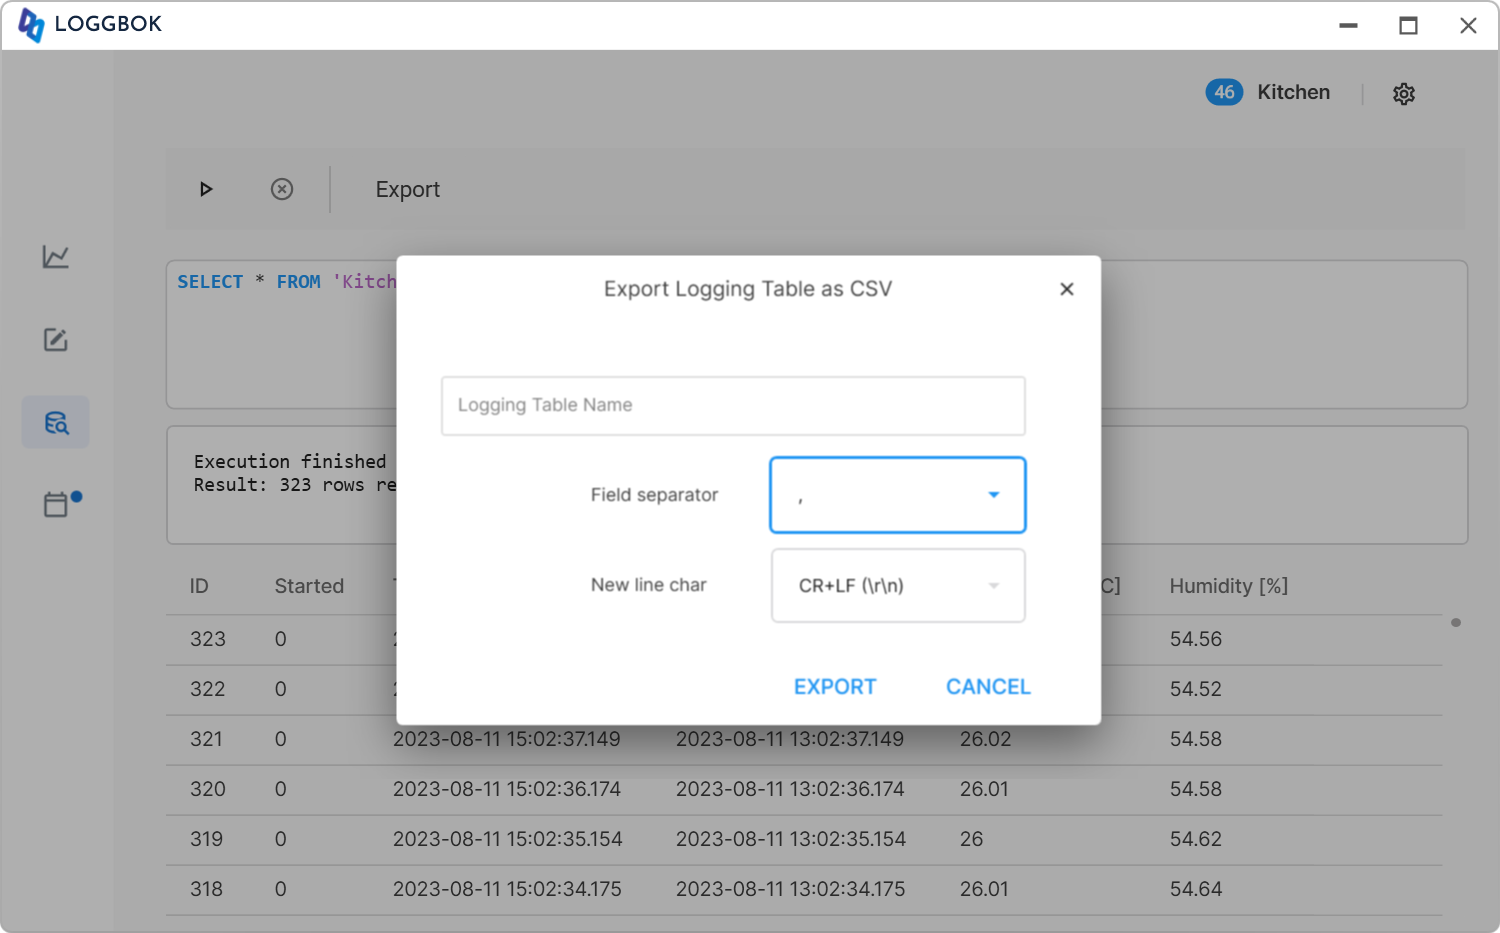 LOGGBOK
46 Kitchen
Export
SELECT * FROM 'Kitch
Export Logging Table as CSV
Logging Table Name
Execution finished
Result: 323 rows re
Field separator ,
New line char CR+LF (\r\n)
EXPORT CANCEL
ID Started C] Humidity [%]
323 0 54.56
322 0 54.52
321 0 2023-08-11 15:02:37.149 2023-08-11 13:02:37.149 26.02 54.58
320 0 2023-08-11 15:02:36.174 2023-08-11 13:02:36.174 26.01 54.58
319 0 2023-08-11 15:02:35.154 2023-08-11 13:02:35.154 26 54.62
318 0 2023-08-11 15:02:34.175 2023-08-11 13:02:34.175 26.01 54.64